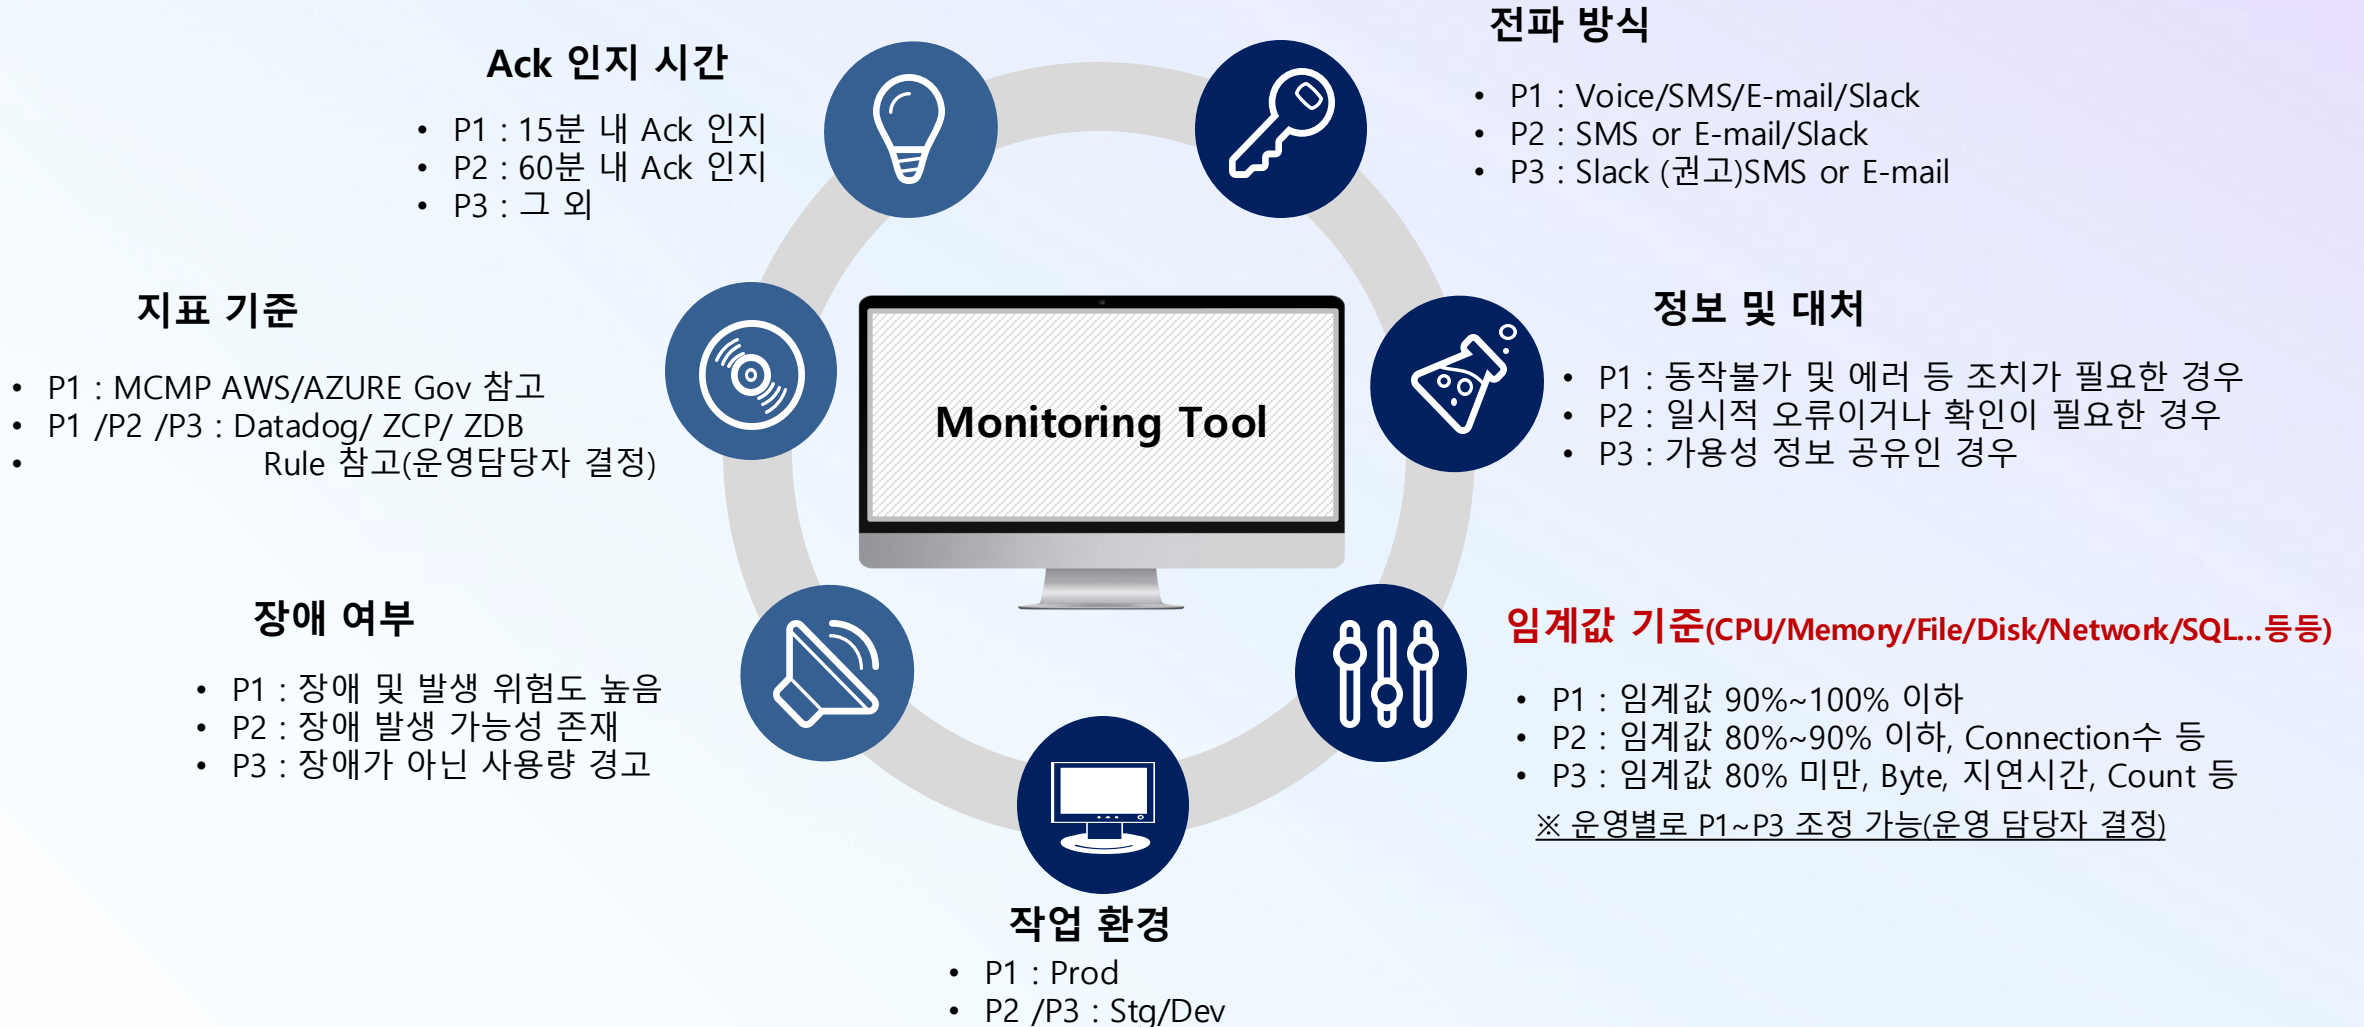 Ack 인지 시간
• P1 : 15분 내 Ack 인지
• P2 : 60분 내 Ack 인지
• P3 : 그 외
전파 방식
• P1 : Voice/SMS/E-mail/Slack
• P2 : SMS or E-mail/Slack
• P3 : Slack (권고)SMS or E-mail
지표 기준
• P1 : MCMP AWS/AZURE Gov 참고
• P1 /P2 /P3 : Datadog/ ZCP/ ZDB
• Rule 참고(운영담당자 결정)
Monitoring Tool
정보 및 대처
• P1 : 동작불가 및 에러 등 조치가 필요한 경우
• P2 : 일시적 오류이거나 확인이 필요한 경우
• P3 : 가용성 정보 공유인 경우
장애 여부
• P1 : 장애 및 발생 위험도 높음
• P2 : 장애 발생 가능성 존재
• P3 : 장애가 아닌 사용량 경고
임계값 기준(CPU/Memory/File/Disk/Network/SQL...등등)
• P1 : 임계값 90%~100% 이하
• P2 : 임계값 80%~90% 이하, Connection수 등
• P3 : 임계값 80% 미만, Byte, 지연시간, Count 등
※ 운영별로 P1~P3 조정 가능(운영 담당자 결정)
작업 환경
• P1 : Prod
• P2 /P3 : Stg/Dev